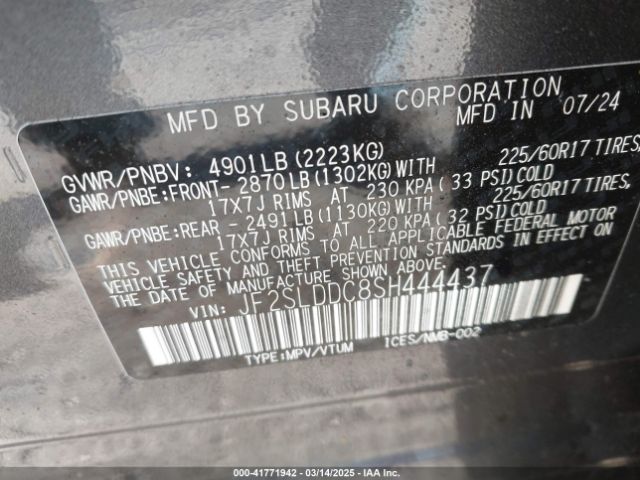 MFD BY SUBARU CORPORATION
MFD IN 07/24
GVWR/PNBV: 4901LB(2223KG)
GAWR/PNBE:FRONT- 2870LB(1302KG)WITH 225/60R17 TIRES,
17X7J RIMS AT 230 KPA(33 PSI)COLD
GAWR/PNBE:REAR - 2491LB(1130KG)WITH 225/60R17 TIRES,
17X7J RIMS AT 220 KPA(32 PSI)COLD
THIS VEHICLE CONFORMS TO ALL APPLICABLE FEDERAL MOTOR
VEHICLE SAFETY AND THEFT PREVENTION STANDARDS IN EFFECT ON
THE DATE OF MANUFACTURE SHOWN ABOVE.
VIN: JF2SLDDC8SH444437
TYPE:MPV/VTUM ICES/NMB-002
000-41771942 / 03/14/2025 - IAA Inc.